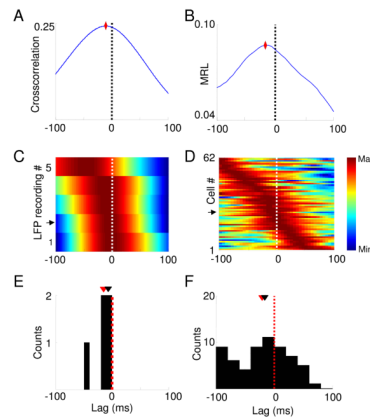 A
0.25
Crosscorrelation
-100 0 100
B
0.10
MRL
0.04
-100 0 100
C
LFP recording #
5
1
-100 0 100
D
Cell #
62
1
-100 0 100
E
Counts
2
1
-100 0 100
Lag (ms)
F
Counts
20
10
-100 0 100
Lag (ms)